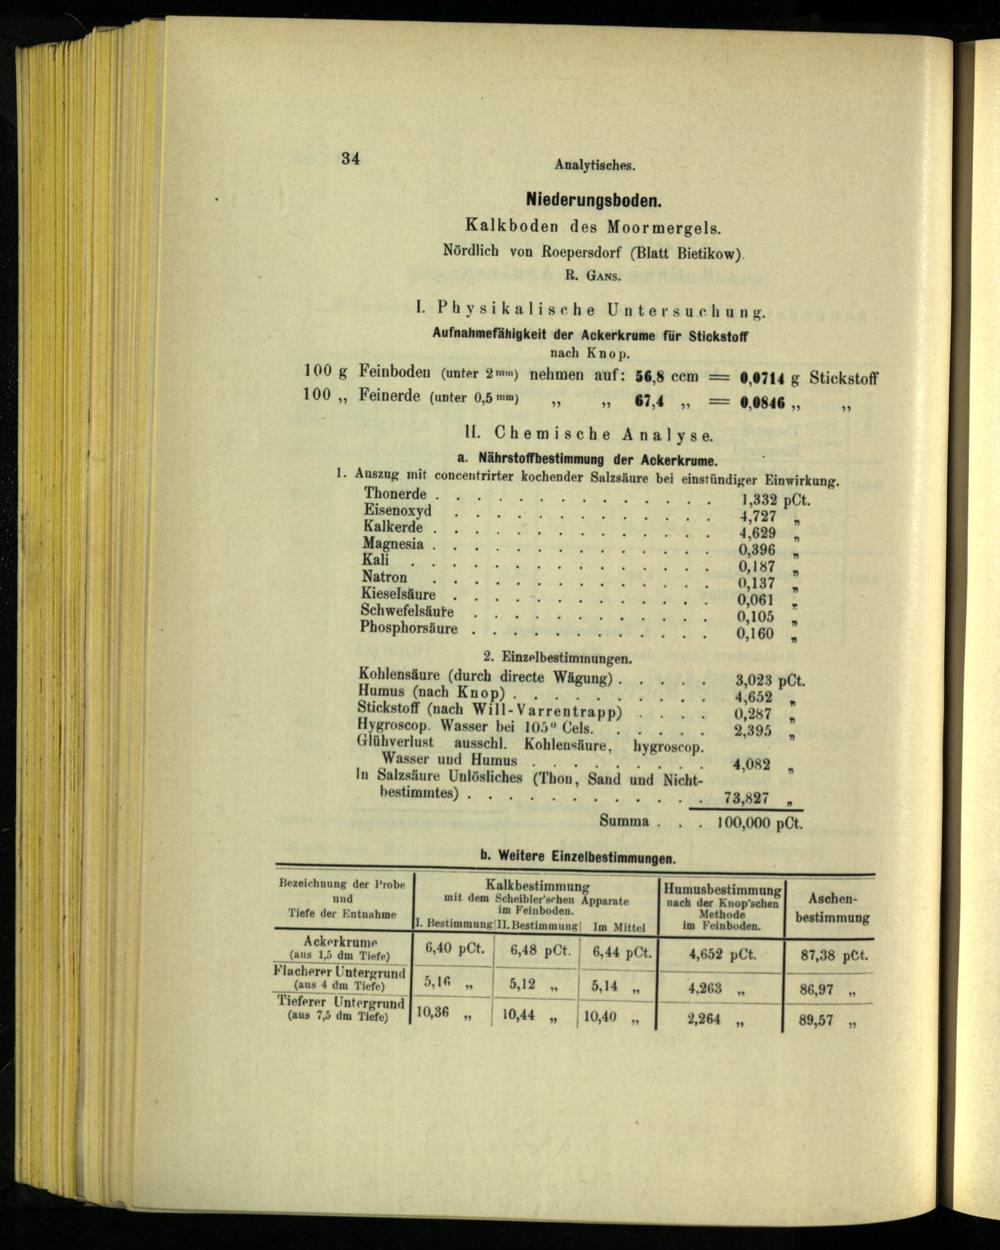 34
Analytisches.
Niederungsboden.
Kalkboden des Moormergels.
Nördlich von Roepersdorf (Blatt Bietikow).
R. GANS.
I. Physikalische Untersuchung.
Aufnahmefähigkeit der Ackerkrume für Stickstoff
nach Knop.
100 g Feinboden (unter 2mm) nehmen auf: 56,8 ccm = 0,0714 g Stickstoff
100 „ Feinerde (unter 0,5mm) „ „ 67,4 „ = 0,0846 „ „
II. Chemische Analyse.
a. Nährstoffbestimmung der Ackerkrume.
1. Auszug mit concentrirter kochender Salzsäure bei einstündiger Einwirkung.
Thonerde . . . . . . . . . . . . . . 1,332 pCt.
Eisenoxyd . . . . . . . . . . . . . 4,727 „
Kalkerde . . . . . . . . . . . . . . 4,629 „
Magnesia . . . . . . . . . . . . . . 0,396 „
Kali . . . . . . . . . . . . . . . 0,187 „
Natron . . . . . . . . . . . . . . 0,137 „
Kieselsäure . . . . . . . . . . . . . 0,061 „
Schwefelsäure . . . . . . . . . . . . 0,105 „
Phosphorsäure . . . . . . . . . . . . 0,160 „
2. Einzelbestimmungen.
Kohlensäure (durch directe Wägung) . . . . . 3,023 pCt.
Humus (nach Knop) . . . . . . . . . . 4,652 „
Stickstoff (nach Will-Varrentrapp) . . . . 0,287 „
Hygroscop. Wasser bei 105° Cels. . . . . . 2,395 „
Glühverlust ausschl. Kohlensäure, hygroscop.
Wasser und Humus . . . . . . . . . 4,082 „
In Salzsäure Unlösliches (Thon, Sand und Nicht-
bestimmtes) . . . . . . . . . . . . 73,827 „
Summa . . . 100,000 pCt.
b. Weitere Einzelbestimmungen.
Bezeichnung der Probe
und
Tiefe der Entnahme
Kalkbestimmung
mit dem Scheibler'schen Apparate
im Feinboden.
I. Bestimmung II. Bestimmung Im Mittel
Humusbestimmung
nach der Knop'schen
Methode
im Feinboden.
Aschen-
bestimmung
Ackerkrume
(aus 1,5 dm Tiefe)
6,40 pCt. 6,48 pCt. 6,44 pCt. 4,652 pCt. 87,38 pCt.
Flacherer Untergrund
(aus 4 dm Tiefe)
5,16 „ 5,12 „ 5,14 „ 4,263 „ 86,97 „
Tieferer Untergrund
(aus 7,5 dm Tiefe)
10,36 „ 10,44 „ 10,40 „ 2,264 „ 89,57 „